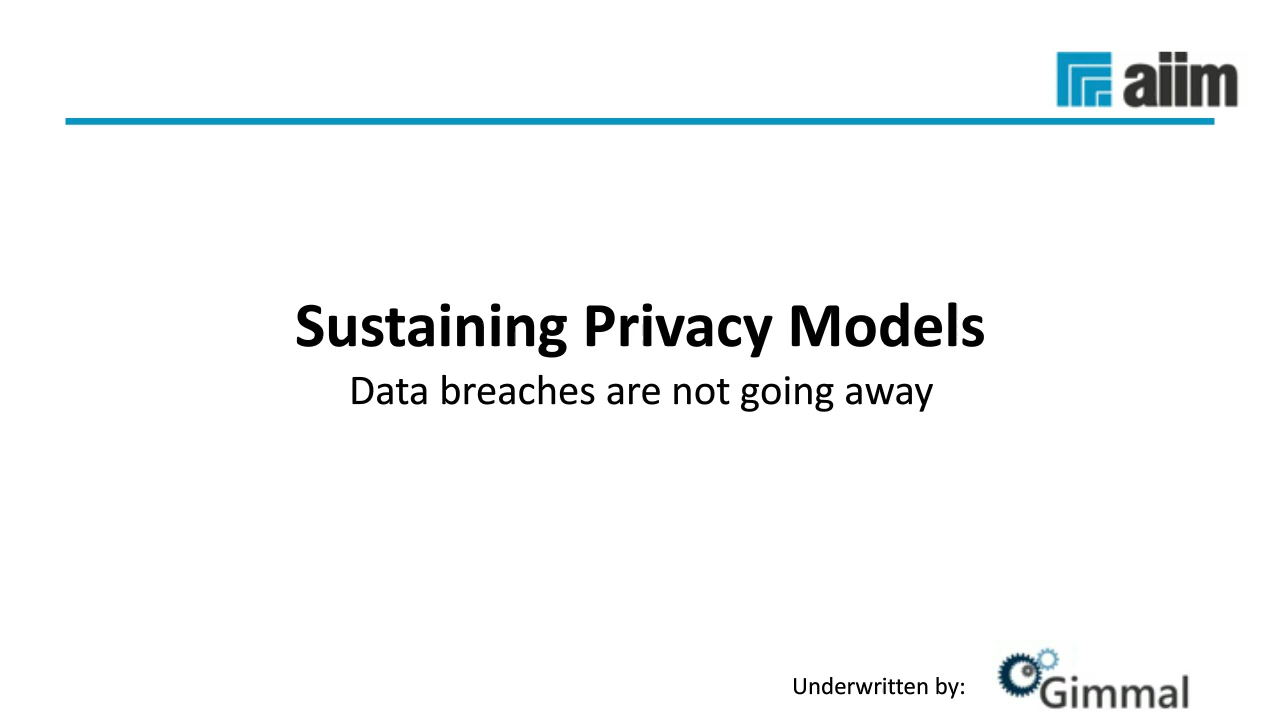 aiim
Sustaining Privacy Models
Data breaches are not going away
Underwritten by:
Gimmal